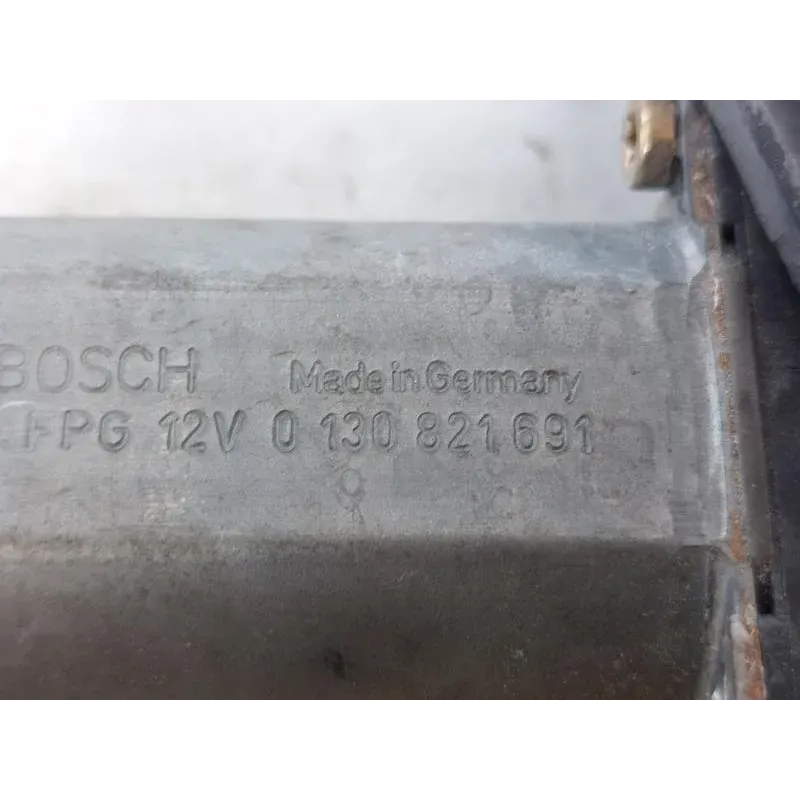 BOSCH Made in Germany
FPG 12V 0 130 821 691